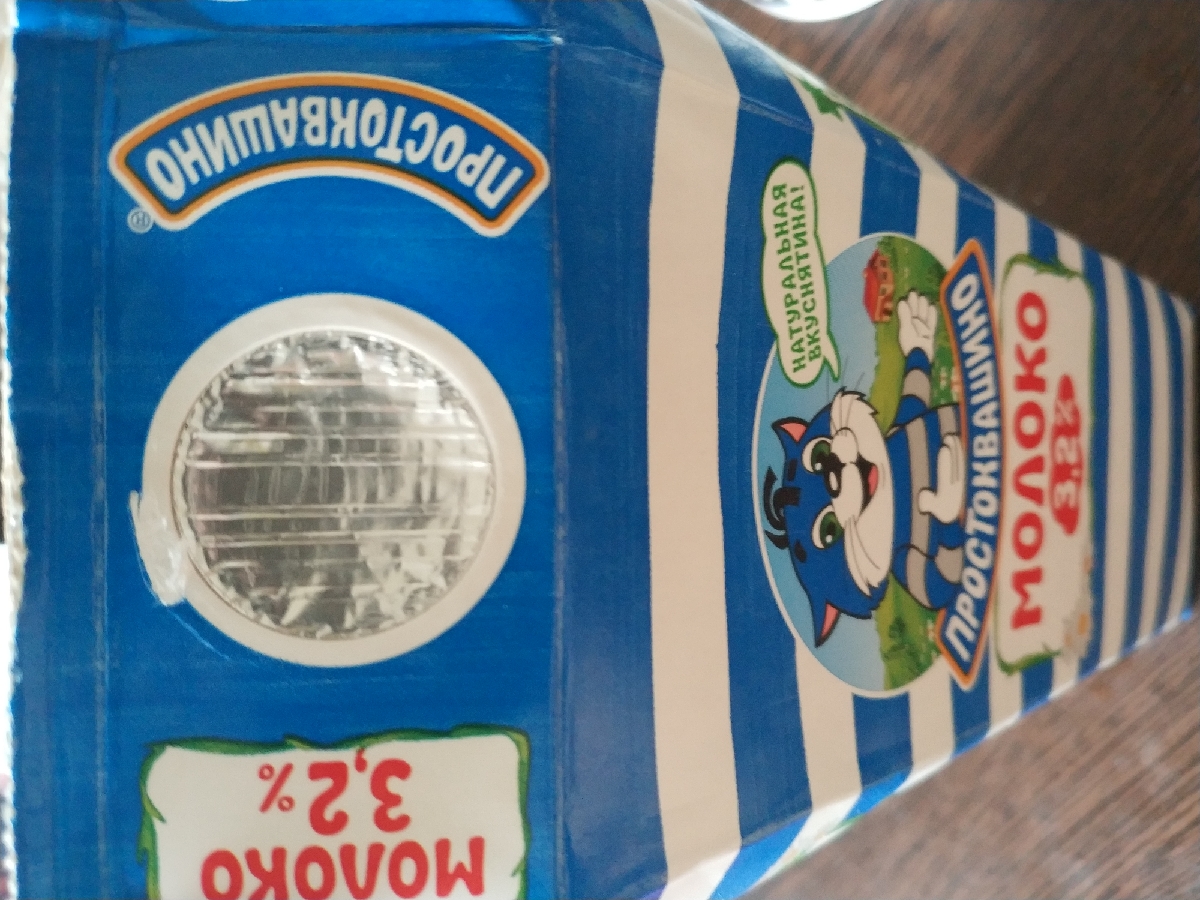 ПРОСТОКВАШИНО
®
МОЛОКО
3,2%
НАТУРАЛЬНАЯ
ВКУСНЯТИНА!
ПРОСТОКВАШИНО
МОЛОКО
3,2%